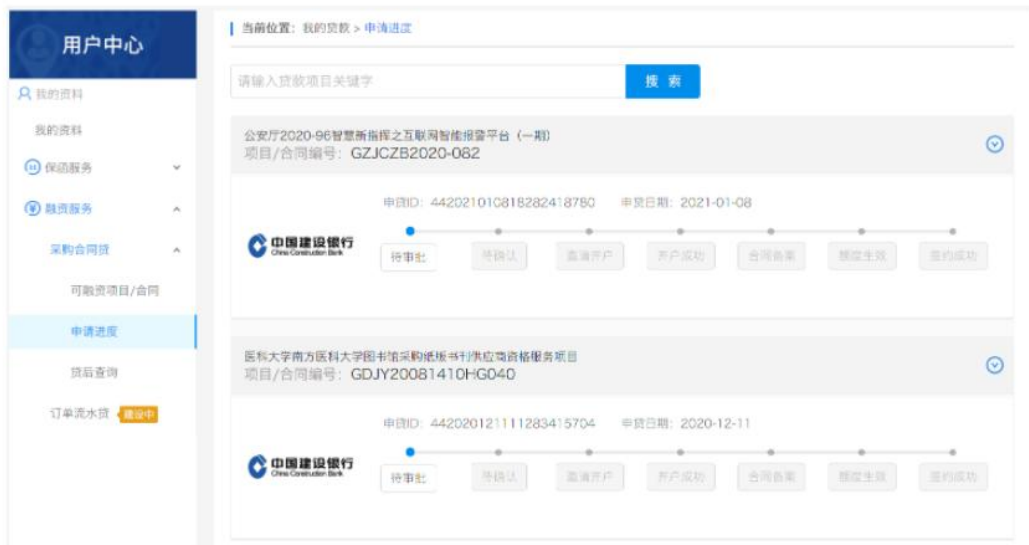 用户中心
我的资料
我的资料
保函服务
融资服务
采购合同贷
可融资项目/合同
申请进度
贷后查询
订单流水贷 建设中
当前位置：我的贷款 > 申请进度
请输入贷款项目关键字
搜 索
公安厅2020-96智慧新指挥之互联网智能报警平台（一期）
项目/合同编号：GZJCZB2020-082
申贷ID：442021010818282418780 申贷日期：2021-01-08
中国建设银行
China Construction Bank
待审批 待确认 邀请开户 开户成功 合同备案 额度生效 签约成功
医科大学南方医科大学图书馆采购纸版书刊供应商资格服务项目
项目/合同编号：GDJY20081410HG040
申贷ID：442020121111283415704 申贷日期：2020-12-11
中国建设银行
China Construction Bank
待审批 待确认 邀请开户 开户成功 合同备案 额度生效 签约成功